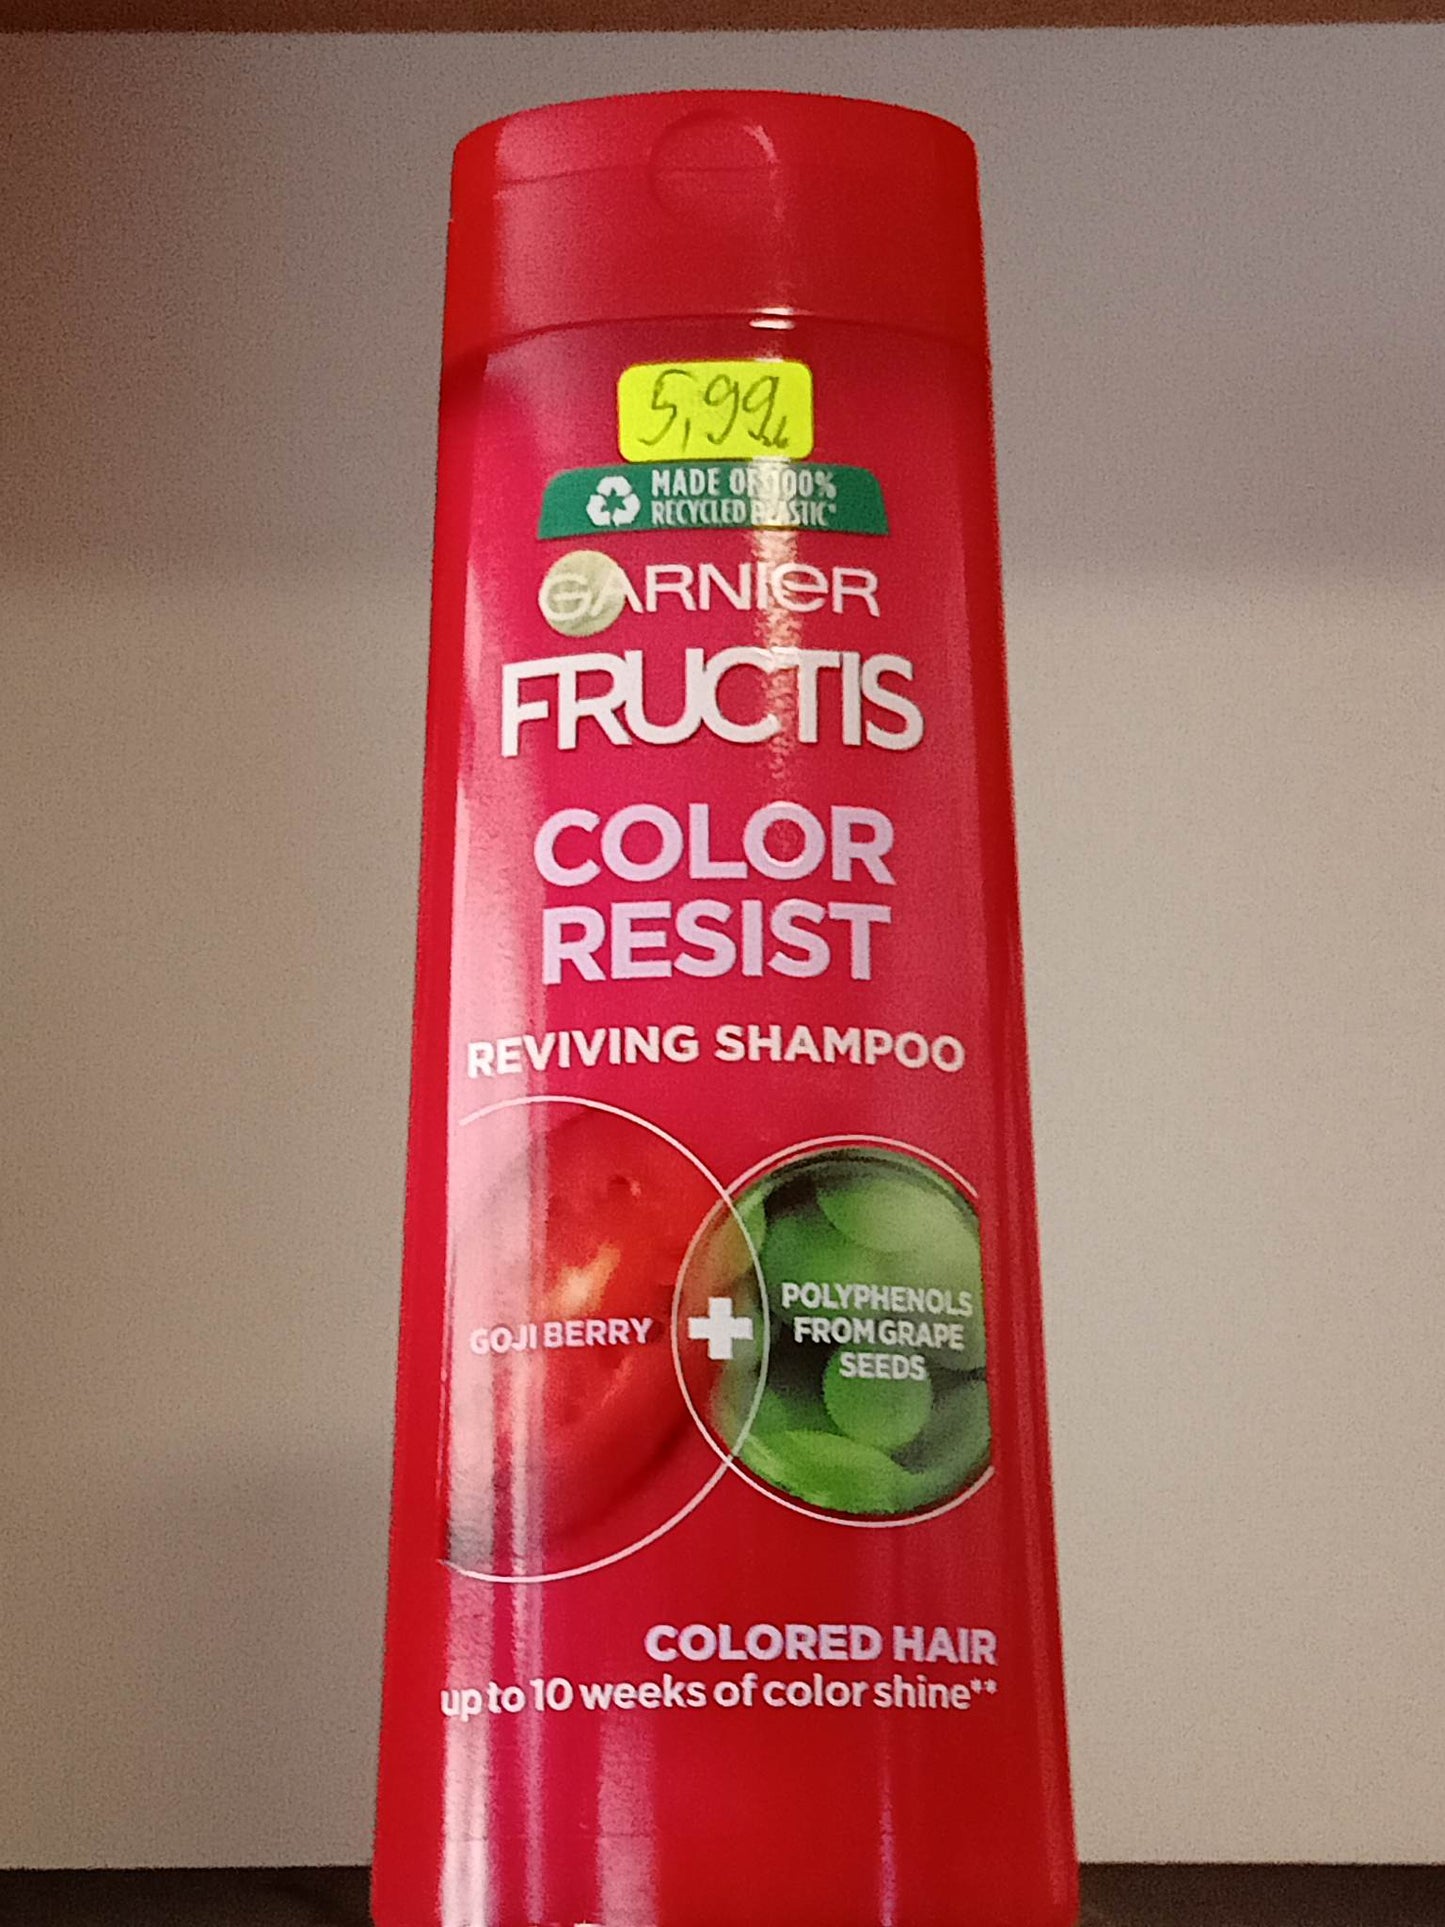 5,99
MADE OF 100%
RECYCLED PLASTIC*
GARNIER
FRUCTIS
COLOR
RESIST
REVIVING SHAMPOO
GOJI BERRY
+
POLYPHENOLS
FROM GRAPE
SEEDS
COLORED HAIR
up to 10 weeks of color shine**